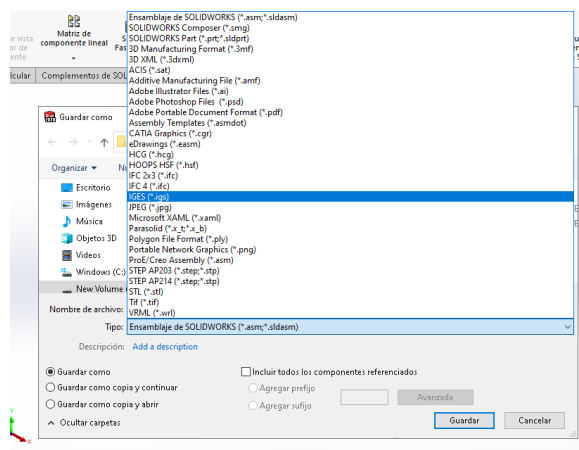 Ensamblaje de SOLIDWORKS (*.asm;*.sldasm)
SOLIDWORKS Composer (*.smg)
SOLIDWORKS Part (*.prt;*.sldprt)
3D Manufacturing Format (*.3mf)
3D XML (*.3dxml)
ACIS (*.sat)
Additive Manufacturing File (*.amf)
Adobe Illustrator Files (*.ai)
Adobe Photoshop Files (*.psd)
Adobe Portable Document Format (*.pdf)
Assembly Templates (*.asmdot)
CATIA Graphics (*.cgr)
eDrawings (*.easm)
HCG (*.hcg)
HOOPS HSF (*.hsf)
IFC 2x3 (*.ifc)
IFC 4 (*.ifc)
IGES (*.igs)
JPEG (*.jpg)
Microsoft XAML (*.xaml)
Parasolid (*.x_t;*.x_b)
Polygon File Format (*.ply)
Portable Network Graphics (*.png)
ProE/Creo Assembly (*.asm)
STEP AP203 (*.step;*.stp)
STEP AP214 (*.step;*.stp)
STL (*.stl)
Tif (*.tif)
VRML (*.wrl)
e vista
ar de
ente
Matriz de
componente lineal
S
Fas
lcular
Complementos de SOL
Guardar como
Organizar
Nu
Escritorio
Imágenes
Música
Objetos 3D
Videos
Windows (C:)
New Volume
Nombre de archivo:
Tipo: Ensamblaje de SOLIDWORKS (*.asm;*.sldasm)
Descripción: Add a description
Guardar como
Guardar como copia y continuar
Guardar como copia y abrir
Incluir todos los componentes referenciados
Agregar prefijo
Agregar sufijo
Avanzada
Ocultar carpetas
Guardar
Cancelar
Y
X